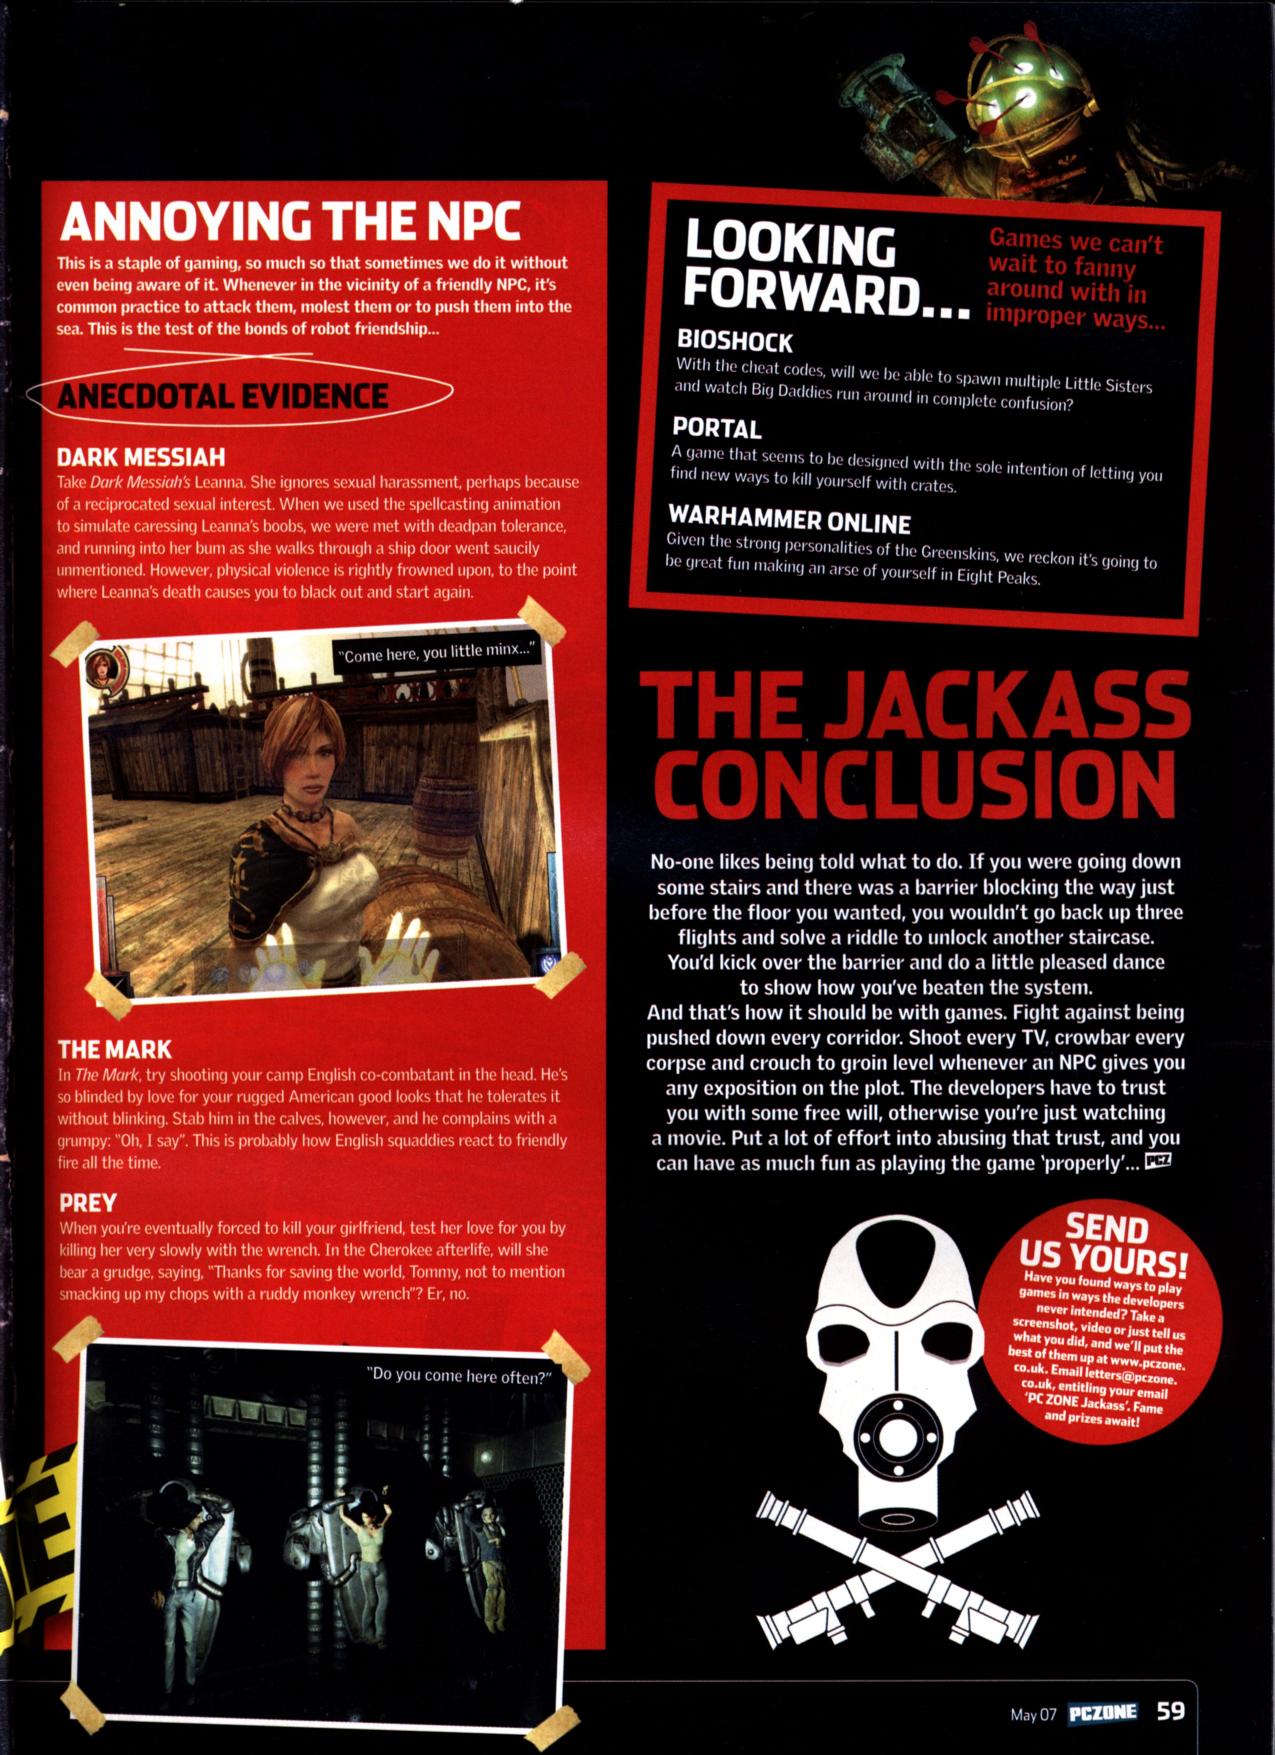 ANNOYING THE NPC
This is a staple of gaming, so much so that sometimes we do it without
even being aware of it. Whenever in the vicinity of a friendly NPC, it's
common practice to attack them, molest them or to push them into the
sea. This is the test of the bonds of robot friendship...
ANECDOTAL EVIDENCE
DARK MESSIAH
Take Dark Messiah's Leanna. She ignores sexual harassment, perhaps because
of a reciprocated sexual interest. When we used the spellcasting animation
to simulate caressing Leanna's boobs, we were met with deadpan tolerance,
and running into her bum as she walks through a ship door went saucily
unmentioned. However, physical violence is rightly frowned upon, to the point
where Leanna's death causes you to black out and start again.
"Come here, you little minx..."
THE MARK
In The Mark, try shooting your camp English co-combatant in the head. He's
so blinded by love for your rugged American good looks that he tolerates it
without blinking. Stab him in the calves, however, and he complains with a
grumpy: "Oh, I say". This is probably how English squaddies react to friendly
fire all the time.
PREY
When you're eventually forced to kill your girlfriend, test her love for you by
killing her very slowly with the wrench. In the Cherokee afterlife, will she
bear a grudge, saying, "Thanks for saving the world, Tommy, not to mention
smacking up my chops with a ruddy monkey wrench"? Er, no.
"Do you come here often?"
LOOKING
FORWARD...
Games we can't
wait to fanny
around with in
improper ways...
BIOSHOCK
With the cheat codes, will we be able to spawn multiple Little Sisters
and watch Big Daddies run around in complete confusion?
PORTAL
A game that seems to be designed with the sole intention of letting you
find new ways to kill yourself with crates.
WARHAMMER ONLINE
Given the strong personalities of the Greenskins, we reckon it's going to
be great fun making an arse of yourself in Eight Peaks.
THE JACKASS
CONCLUSION
No-one likes being told what to do. If you were going down
some stairs and there was a barrier blocking the way just
before the floor you wanted, you wouldn't go back up three
flights and solve a riddle to unlock another staircase.
You'd kick over the barrier and do a little pleased dance
to show how you've beaten the system.
And that's how it should be with games. Fight against being
pushed down every corridor. Shoot every TV, crowbar every
corpse and crouch to groin level whenever an NPC gives you
any exposition on the plot. The developers have to trust
you with some free will, otherwise you're just watching
a movie. Put a lot of effort into abusing that trust, and you
can have as much fun as playing the game 'properly'... PCZ
SEND
US YOURS!
Have you found ways to play
games in ways the developers
never intended? Take a
screenshot, video or just tell us
what you did, and we'll put the
best of them up at www.pczone.
co.uk. Email letters@pczone.
co.uk, entitling your email
'PC ZONE Jackass'. Fame
and prizes await!
May 07 PCZONE 59